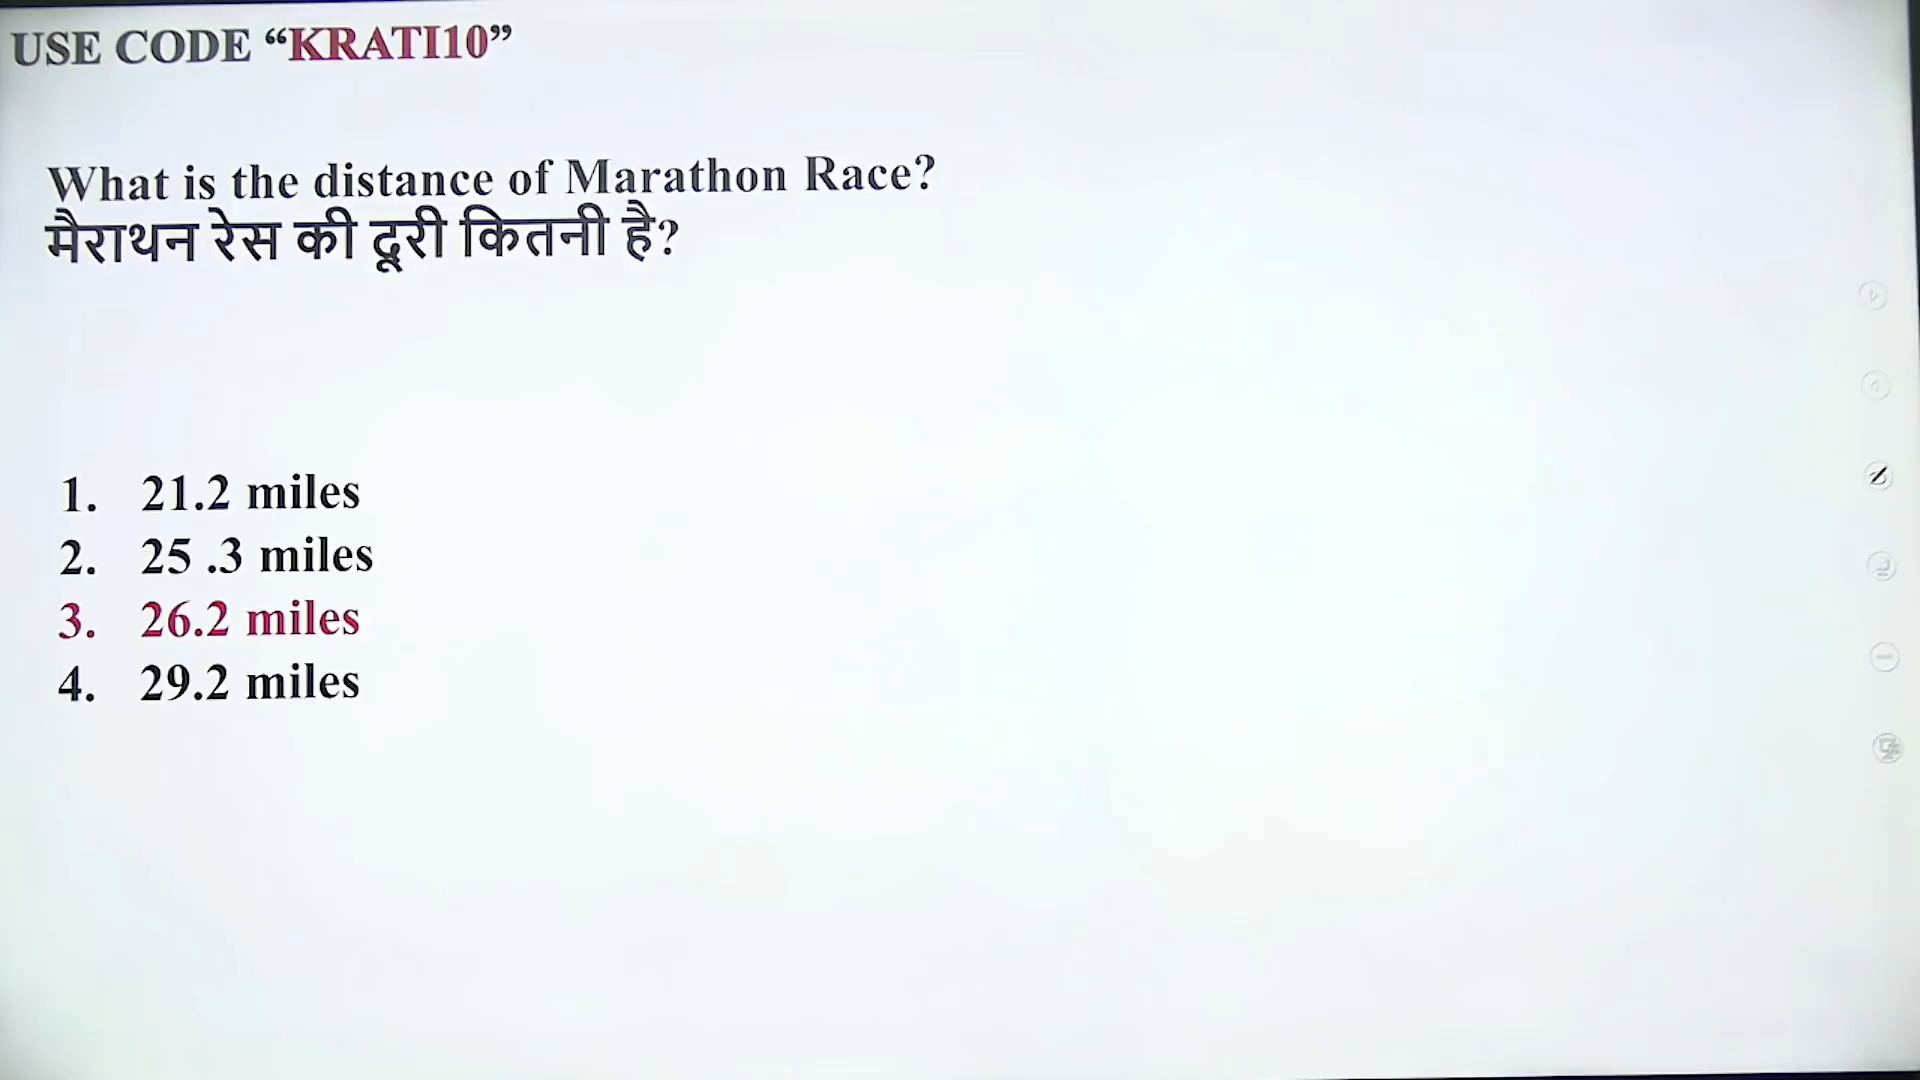 USE CODE “KRATI10”
What is the distance of Marathon Race?
मैराथन रेस की दूरी कितनी है?
1. 21.2 miles
2. 25 .3 miles
3. 26.2 miles
4. 29.2 miles